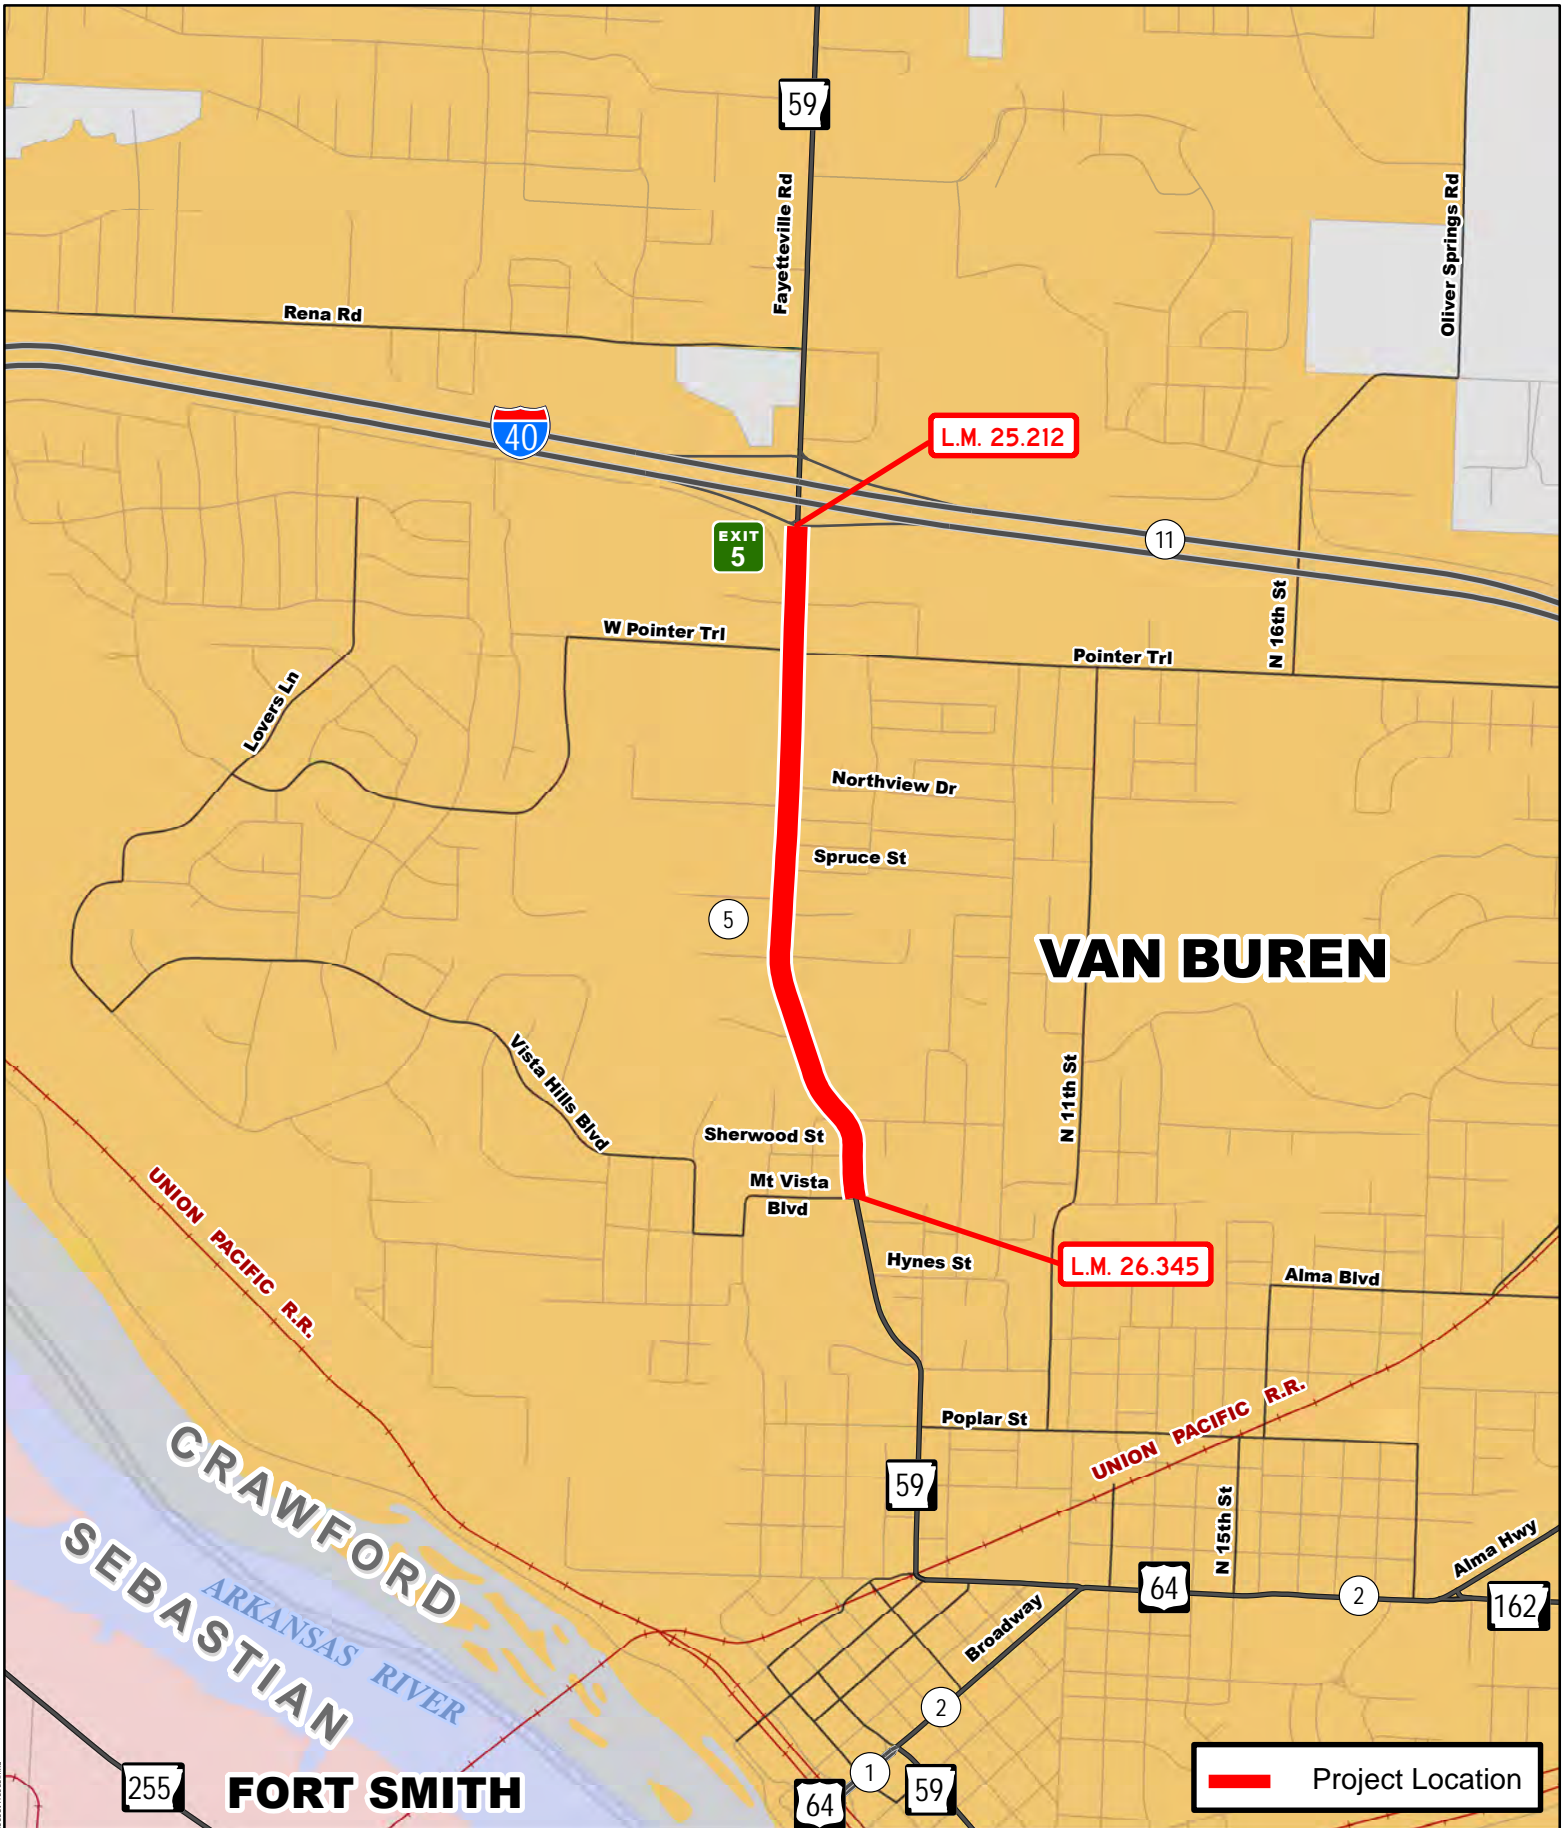 59
Fayetteville Rd
Oliver Springs Rd
Rena Rd
40
L.M. 25.212
EXIT
5
11
N 16th St
W Pointer Trl
Pointer Trl
Lovers Ln
Northview Dr
Spruce St
5
VAN BUREN
Vista Hills Blvd
N 11th St
Sherwood St
Mt Vista
Blvd
UNION PACIFIC R.R.
Hynes St
L.M. 26.345
Alma Blvd
Poplar St
UNION PACIFIC R.R.
59
N 15th St
CRAWFORD
SEBASTIAN
ARKANSAS RIVER
Alma Hwy
64
2
162
Broadway
2
1
59
64
255
FORT SMITH
Project Location